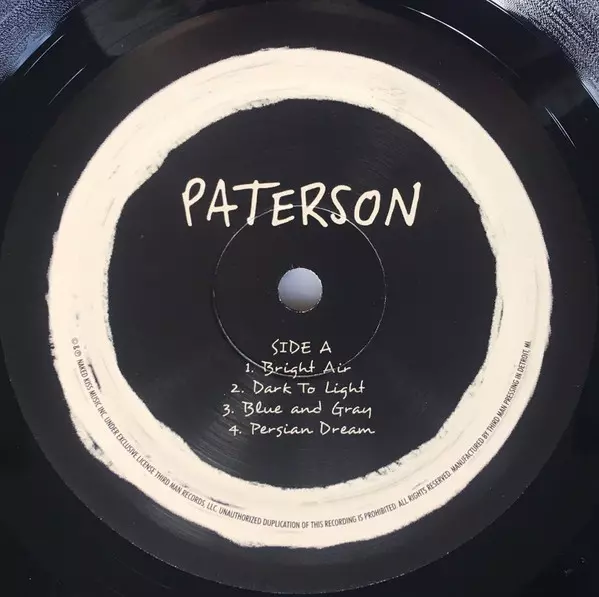 PATERSON
SIDE A
1. Bright Air
2. Dark To Light
3. Blue and Gray
4. Persian Dream
© & ℗ NAKED KISS MUSIC INC. UNDER EXCLUSIVE LICENSE THIRD MAN RECORDS, LLC. UNAUTHORIZED DUPLICATION OF THIS RECORDING IS PROHIBITED. ALL RIGHTS RESERVED. MANUFACTURED BY THIRD MAN PRESSING IN DETROIT, MI.